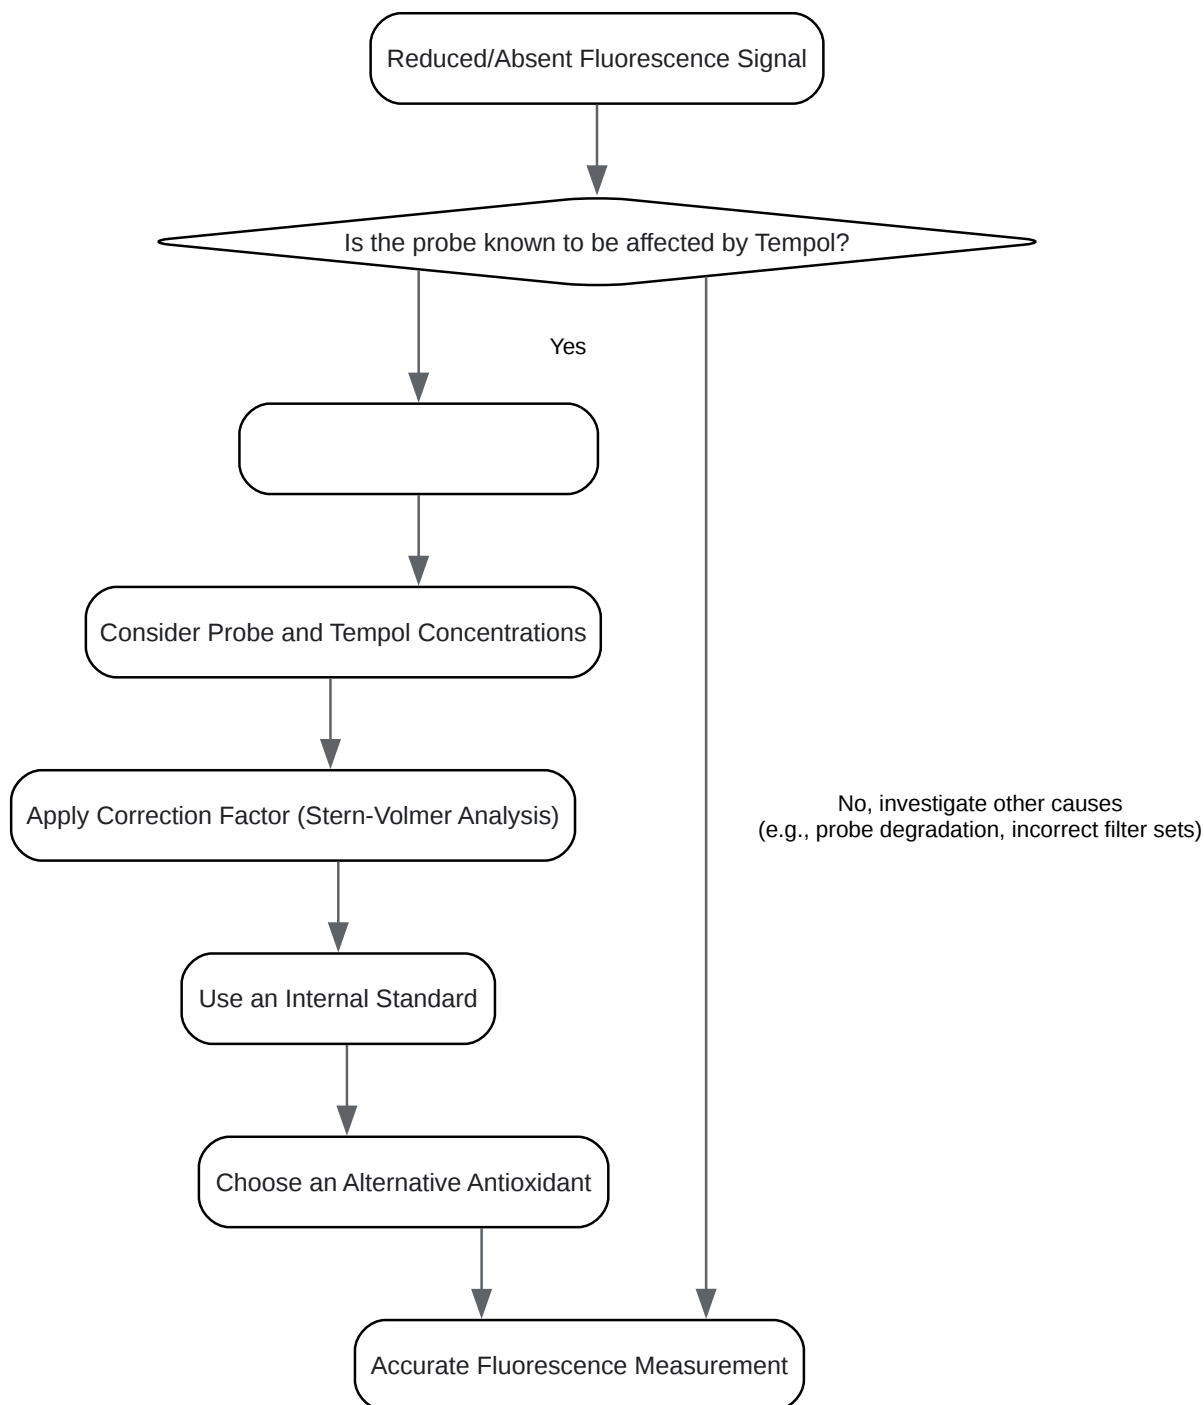 Reduced/Absent Fluorescence Signal
Is the probe known to be affected by Tempol?
Yes
Consider Probe and Tempol Concentrations
Apply Correction Factor (Stern-Volmer Analysis)
No, investigate other causes
(e.g., probe degradation, incorrect filter sets)
Use an Internal Standard
Choose an Alternative Antioxidant
Accurate Fluorescence Measurement